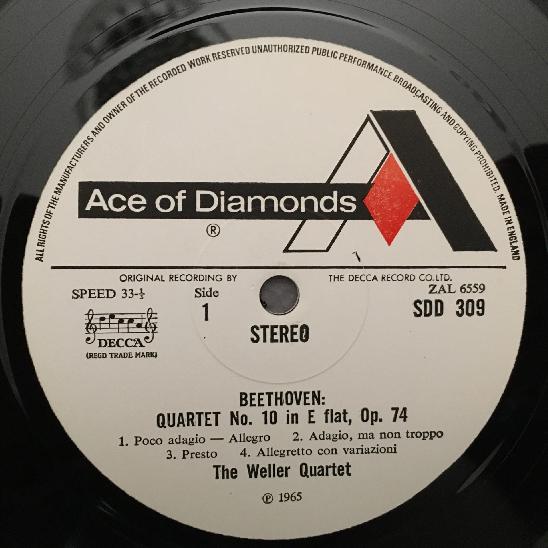 ALL RIGHTS OF THE MANUFACTURERS AND OWNER OF THE RECORDED WORK RESERVED UNAUTHORIZED PUBLIC PERFORMANCE BROADCASTING AND COPYING PROHIBITED. MADE IN ENGLAND
Ace of Diamonds
®
ORIGINAL RECORDING BY THE DECCA RECORD CO. LTD.
SPEED 33-⅓ Side ZAL 6559
1 SDD 309
DECCA STEREO
(REGD TRADE MARK)
BEETHOVEN:
QUARTET No. 10 in E flat, Op. 74
1. Poco adagio — Allegro 2. Adagio, ma non troppo
3. Presto 4. Allegretto con variazioni
The Weller Quartet
℗ 1965